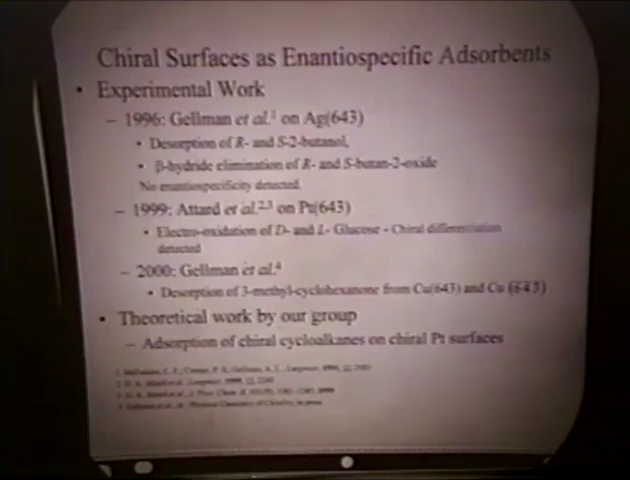 Chiral Surfaces as Enantiospecific Adsorbents
• Experimental Work
– 1996: Gellman et al.¹ on Ag(643)
• Desorption of R- and S-2-butanol,
• β-hydride elimination of R- and S-butan-2-oxide
No enantiospecificity detected.
– 1999: Attard et al.²,³ on Pt(643)
• Electro-oxidation of D- and L- Glucose - Chiral differentiation
detected
– 2000: Gellman et al.⁴
• Desorption of 3-methyl-cyclohexanone from Cu(643) and Cu (6̅4̅3̅)
• Theoretical work by our group
– Adsorption of chiral cycloalkanes on chiral Pt surfaces